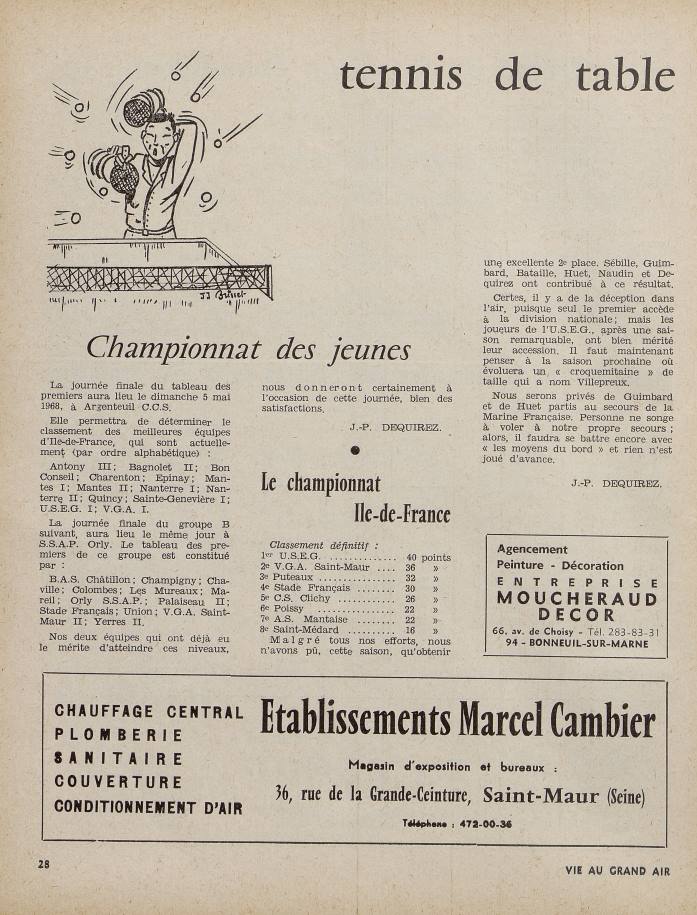 tennis de table
JJ Brisset
Championnat des jeunes
La journée finale du tableau des
premiers aura lieu le dimanche 5 mai
1968, à Argenteuil C.C.S.
Elle permettra de déterminer le
classement des meilleures équipes
d'Ile-de-France, qui sont actuelle-
ment (par ordre alphabétique) :
Antony III; Bagnolet II; Bon
Conseil; Charenton; Epinay; Man-
tes I; Mantes II; Nanterre I; Nan-
terre II; Quincy; Sainte-Geneviève I;
U.S.E.G. I; V.G.A. I.
La journée finale du groupe B
suivant, aura lieu le même jour à
S.S.A.P. Orly. Le tableau des pre-
miers de ce groupe est constitué
par :
B.A.S. Châtillon; Champigny; Cha-
ville; Colombes; Les Mureaux; Ma-
reil; Orly S.S.A.P.; Palaiseau II;
Stade Français; Union; V.G.A. Saint-
Maur II; Yerres II.
Nos deux équipes qui ont déjà eu
le mérite d'atteindre ces niveaux,
nous donneront certainement à
l'occasion de cette journée, bien des
satisfactions.
J.-P. DEQUIREZ.
Le championnat
Ile-de-France
Classement définitif :
1er U.S.E.G. .............. 40 points
2e V.G.A. Saint-Maur .... 36 »
3e Puteaux .............. 32 »
4e Stade Français ........ 30 »
5e C.S. Clichy ........... 26 »
6e Poissy ................ 22 »
7e A.S. Mantaise ........ 22 »
8e Saint-Médard .......... 16 »
Malgré tous nos efforts, nous
n'avons pû, cette saison, qu'obtenir
une excellente 2e place. Sébille, Guim-
bard, Bataille, Huet, Naudin et De-
quirez ont contribué à ce résultat.
Certes, il y a de la déception dans
l'air, puisque seul le premier accède
à la division nationale; mais les
joueurs de l'U.S.E.G., après une sai-
son remarquable, ont bien mérité
leur accession. Il faut maintenant
penser à la saison prochaine où
évoluera un « croquemitaine » de
taille qui a nom Villepreux.
Nous serons privés de Guimbard
et de Huet partis au secours de la
Marine Française. Personne ne songe
à voler à notre propre secours;
alors, il faudra se battre encore avec
« les moyens du bord » et rien n'est
joué d'avance.
J.-P. DEQUIREZ.
Agencement
Peinture - Décoration
ENTREPRISE
MOUCHERAUD
DECOR
66, av. de Choisy - Tél. 283-83-31
94 - BONNEUIL-SUR-MARNE
CHAUFFAGE CENTRAL
PLOMBERIE
SANITAIRE
COUVERTURE
CONDITIONNEMENT D'AIR
Etablissements Marcel Cambier
Magasin d'exposition et bureaux :
36, rue de la Grande-Ceinture, Saint-Maur (Seine)
Téléphone : 472-00-36
28
VIE AU GRAND AIR